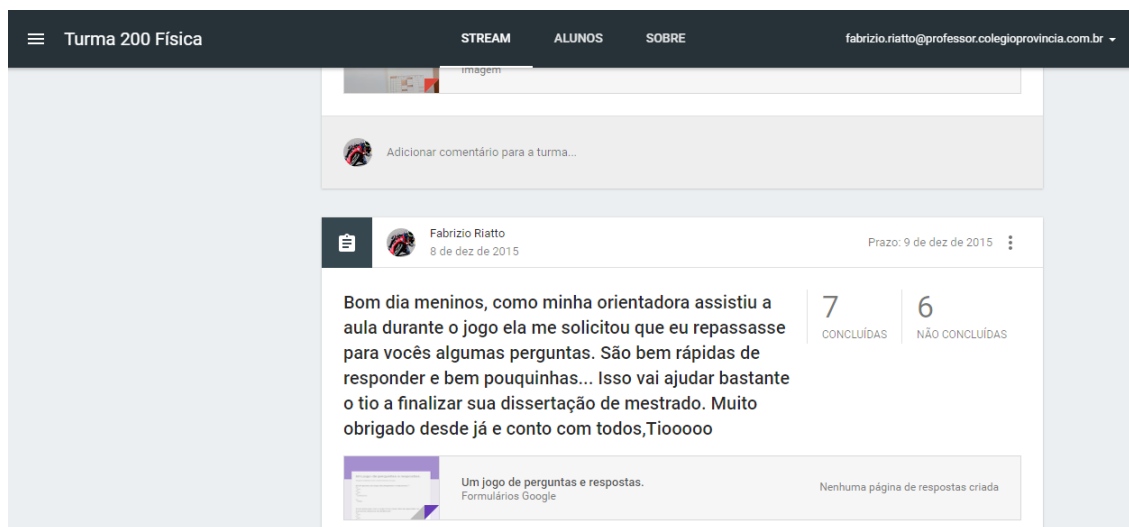 Turma 200 Física
STREAM ALUNOS SOBRE
fabrizio.riatto@professor.colegioprovincia.com.br
Imagem
Adicionar comentário para a turma...
Fabrizio Riatto
8 de dez de 2015
Prazo: 9 de dez de 2015
Bom dia meninos, como minha orientadora assistiu a
aula durante o jogo ela me solicitou que eu repassasse
para vocês algumas perguntas. São bem rápidas de
responder e bem pouquinhas... Isso vai ajudar bastante
o tio a finalizar sua dissertação de mestrado. Muito
obrigado desde já e conto com todos,Tiooooo
7
CONCLUÍDAS
6
NÃO CONCLUÍDAS
Um jogo de perguntas e respostas.
Formulários Google
Nenhuma página de respostas criada